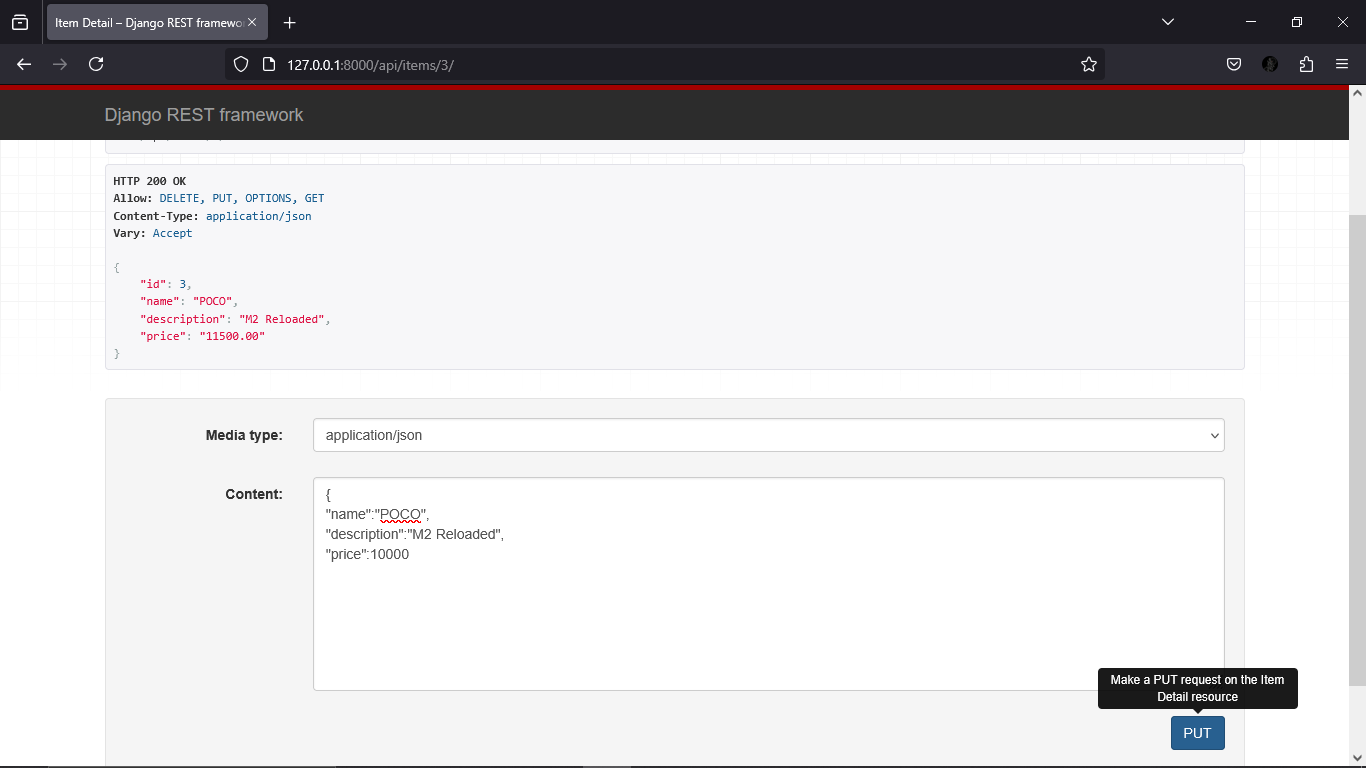 Item Detail – Django REST framewo
127.0.0.1:8000/api/items/3/
Django REST framework
HTTP 200 OK
Allow: DELETE, PUT, OPTIONS, GET
Content-Type: application/json
Vary: Accept
{
"id": 3,
"name": "POCO",
"description": "M2 Reloaded",
"price": "11500.00"
}
Media type:
application/json
Content:
{
"name":"POCO",
"description":"M2 Reloaded",
"price":10000
Make a PUT request on the Item
Detail resource
PUT